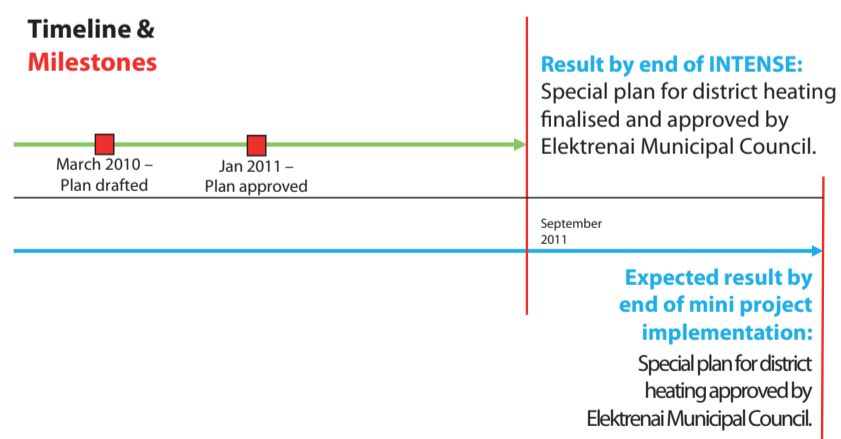 Timeline &
Milestones
Result by end of INTENSE:
Special plan for district heating
finalised and approved by
Elektrenai Municipal Council.
March 2010 –
Plan drafted
Jan 2011 –
Plan approved
September
2011
Expected result by
end of mini project
implementation:
Special plan for district
heating approved by
Elektrenai Municipal Council.